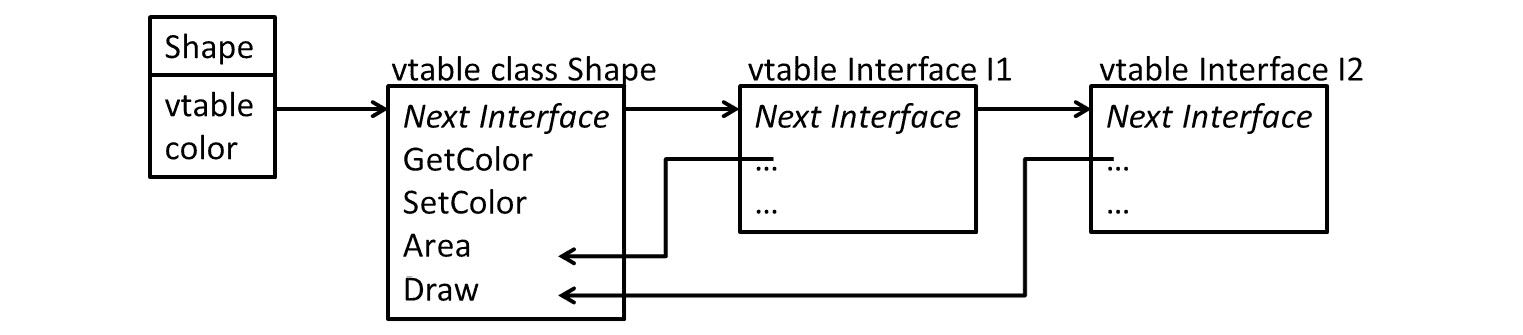 Shape
vtable
color
vtable class Shape
Next Interface
GetColor
SetColor
Area
Draw
vtable Interface I1
Next Interface
...
...
vtable Interface I2
Next Interface
...
...